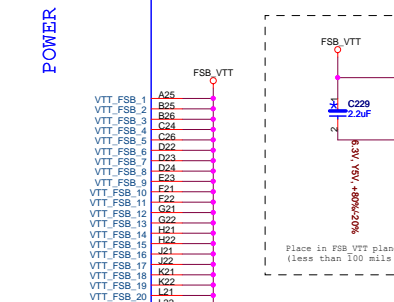 POWER
FSB_VTT
FSB_VTT
C229
2.2uF
1
2
6.3V, Y5V, +80%/-20%
Place in FSB_VTT plan
(less than 100 mils
VTT_FSB_1 A25
VTT_FSB_2 B25
VTT_FSB_3 B26
VTT_FSB_4 C24
VTT_FSB_5 C26
VTT_FSB_6 D22
VTT_FSB_7 D23
VTT_FSB_8 D24
VTT_FSB_9 E23
VTT_FSB_10 F21
VTT_FSB_11 F22
VTT_FSB_12 G21
VTT_FSB_13 G22
VTT_FSB_14 H21
VTT_FSB_15 H22
VTT_FSB_16 J21
VTT_FSB_17 J22
VTT_FSB_18 K21
VTT_FSB_19 K22
VTT_FSB_20 L21